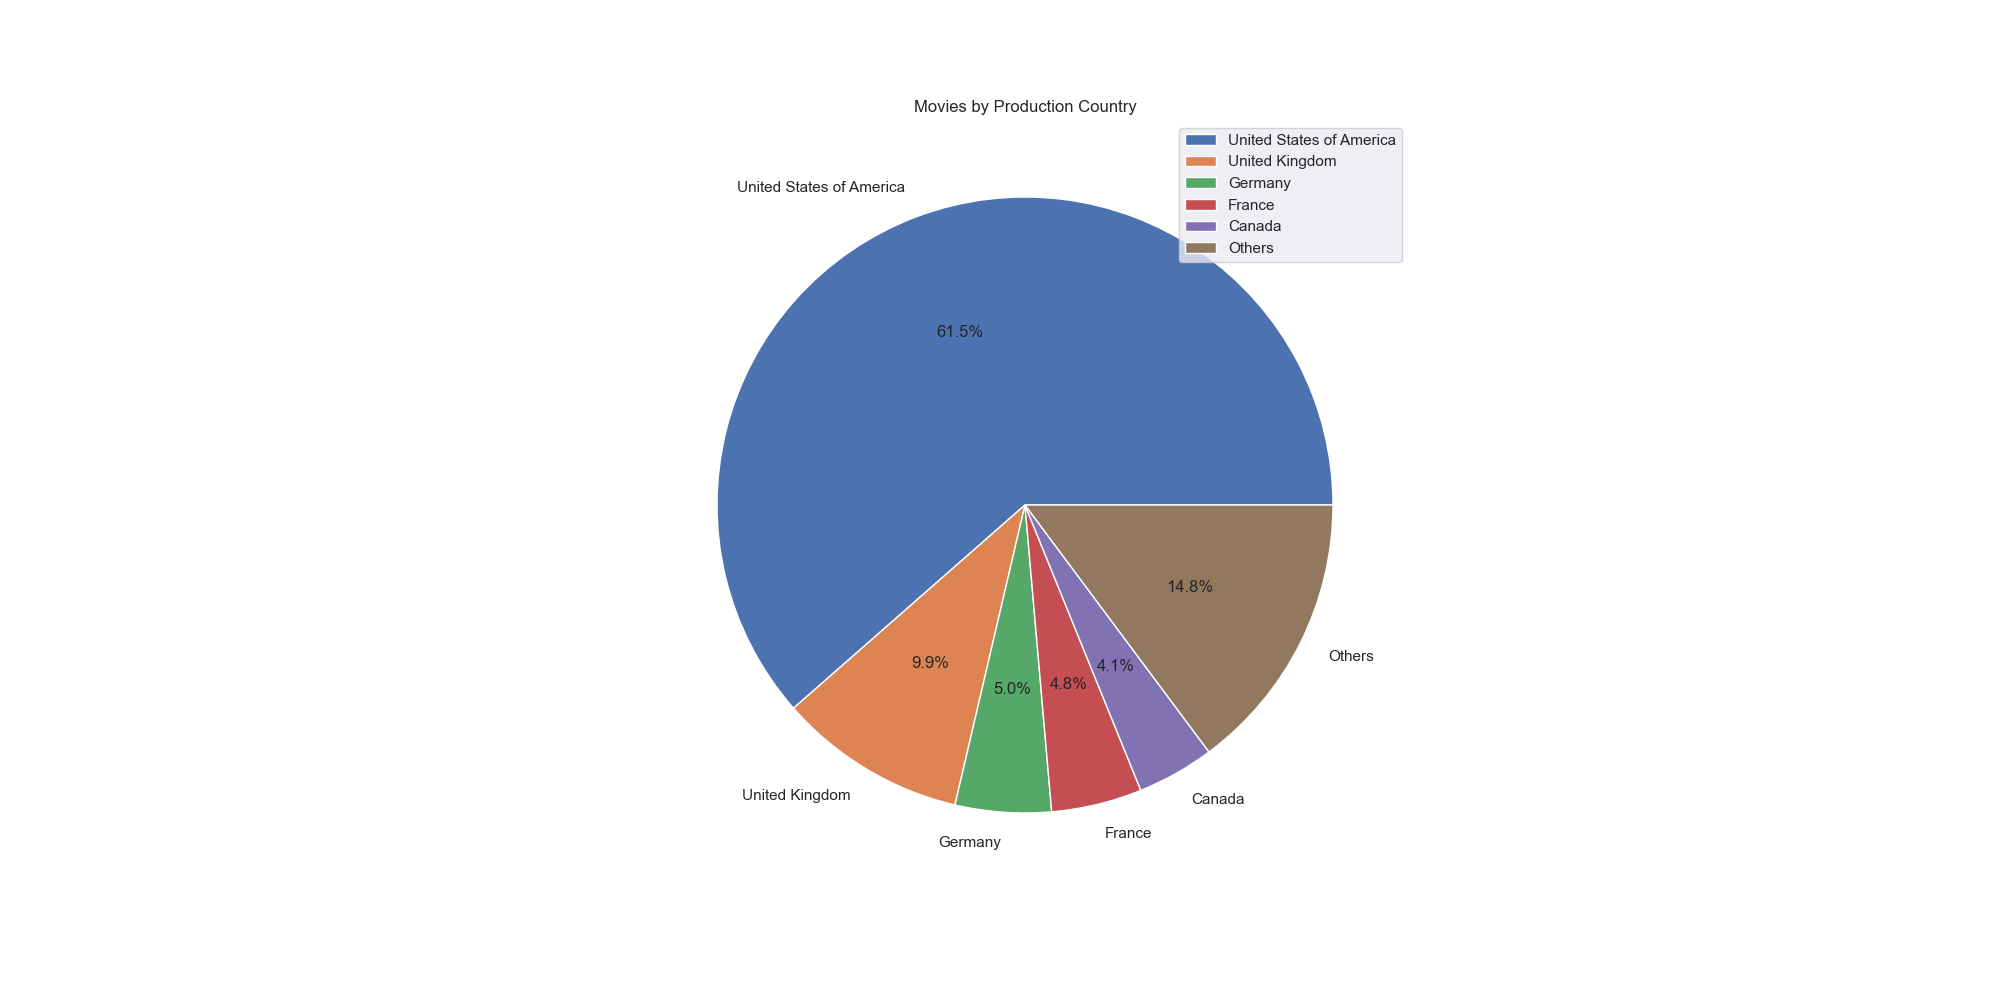 Movies by Production Country
United States of America
United Kingdom
Germany
France
Canada
Others
United States of America
61.5%
14.8%
Others
9.9%
4.1%
4.8%
5.0%
United Kingdom
Canada
France
Germany